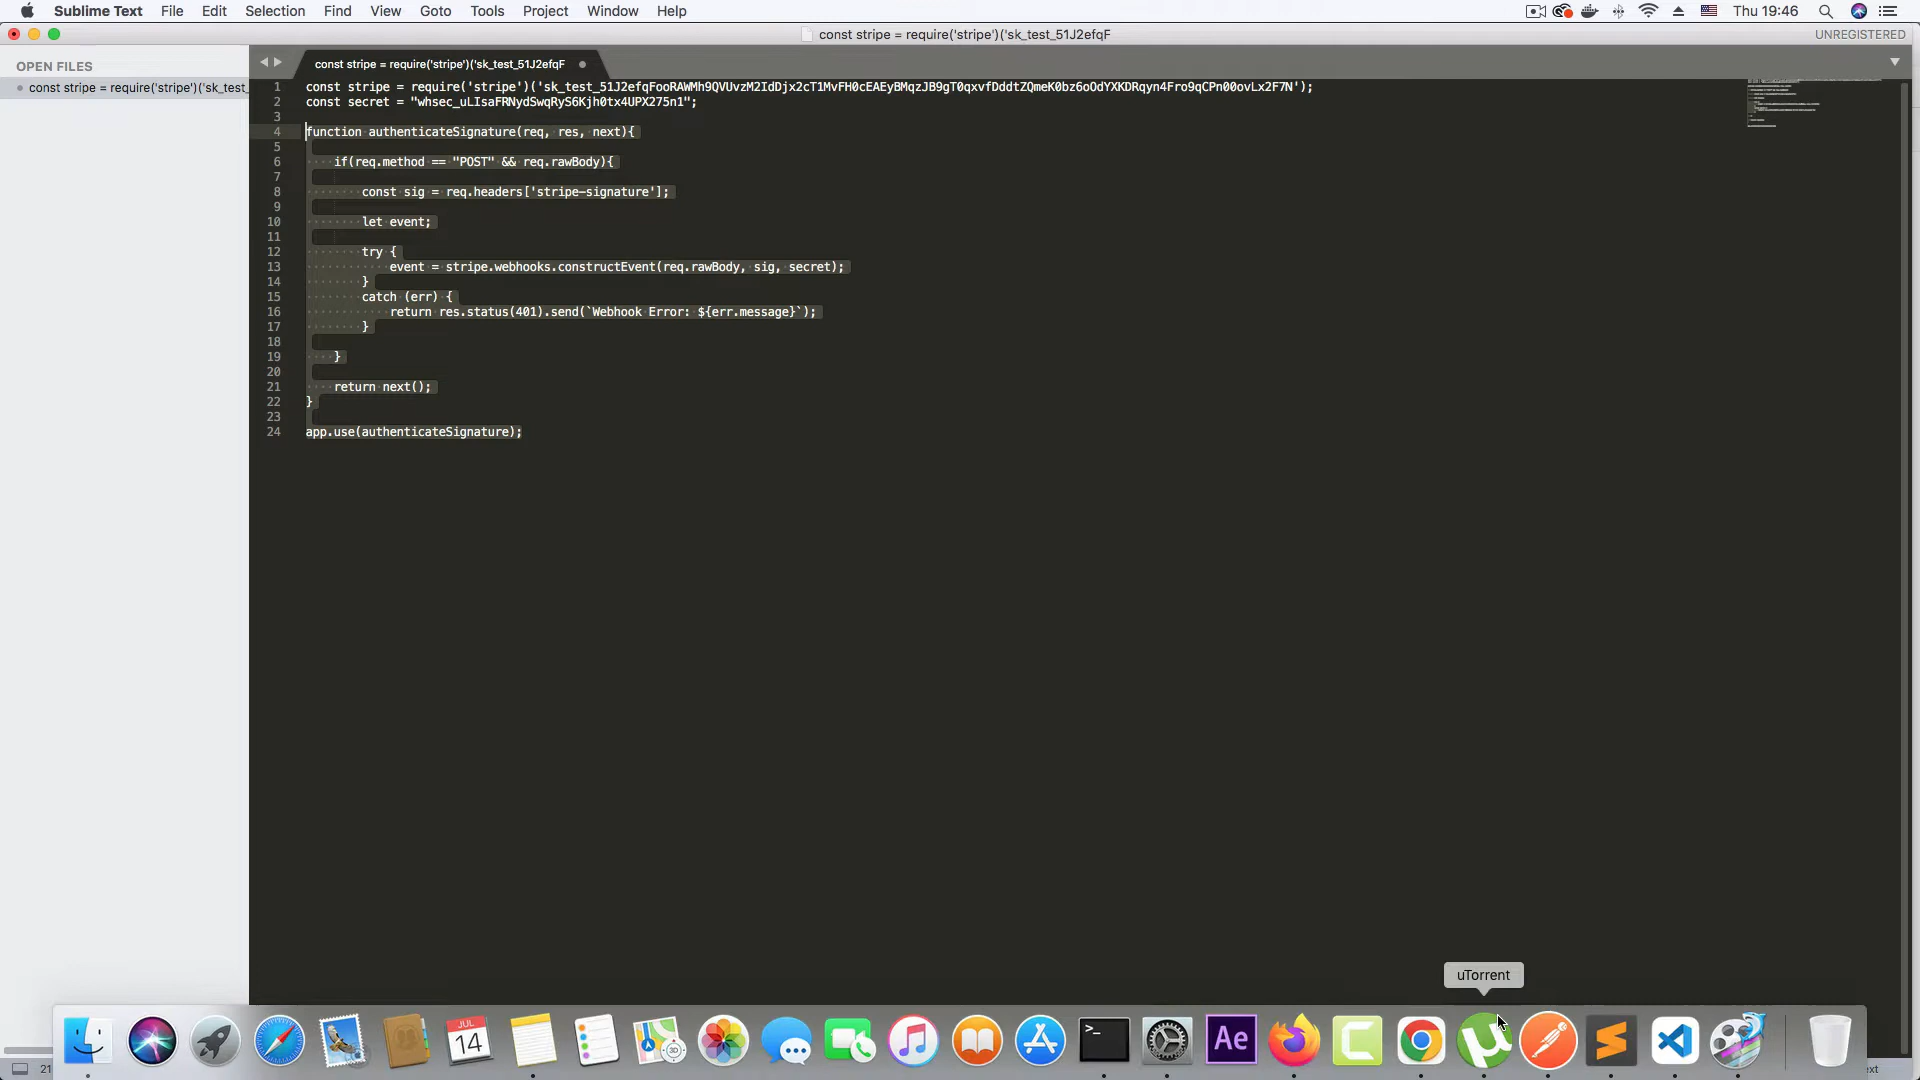 Sublime Text File Edit Selection Find View Goto Tools Project Window Help Thu 19:46
const stripe = require('stripe')('sk_test_51J2efqF UNREGISTERED
OPEN FILES
const stripe = require('stripe')('sk_test_
const stripe = require('stripe')('sk_test_51J2efqF
1 const stripe = require('stripe')('sk_test_51J2efqFooRAWMh9QVUvzM2IdDjx2cT1MvFH0cEAEyBMqzJB9gT0qxvfDddtZQmeK0bz6oOdYXKDRqyn4Fro9qCPn00ovLx2F7N');
2 const secret = "whsec_uLIsaFRNydSwqRyS6Kjh0tx4UPX275n1";
3
4 function authenticateSignature(req, res, next){
5
6 if(req.method == "POST" && req.rawBody){
7
8 const sig = req.headers['stripe-signature'];
9
10 let event;
11
12 try {
13 event = stripe.webhooks.constructEvent(req.rawBody, sig, secret);
14 }
15 catch (err) {
16 return res.status(401).send(`Webhook Error: ${err.message}`);
17 }
18
19 }
20
21 return next();
22 }
23
24 app.use(authenticateSignature);
uTorrent
JUL
14
3D
>_
Ae
21
ext